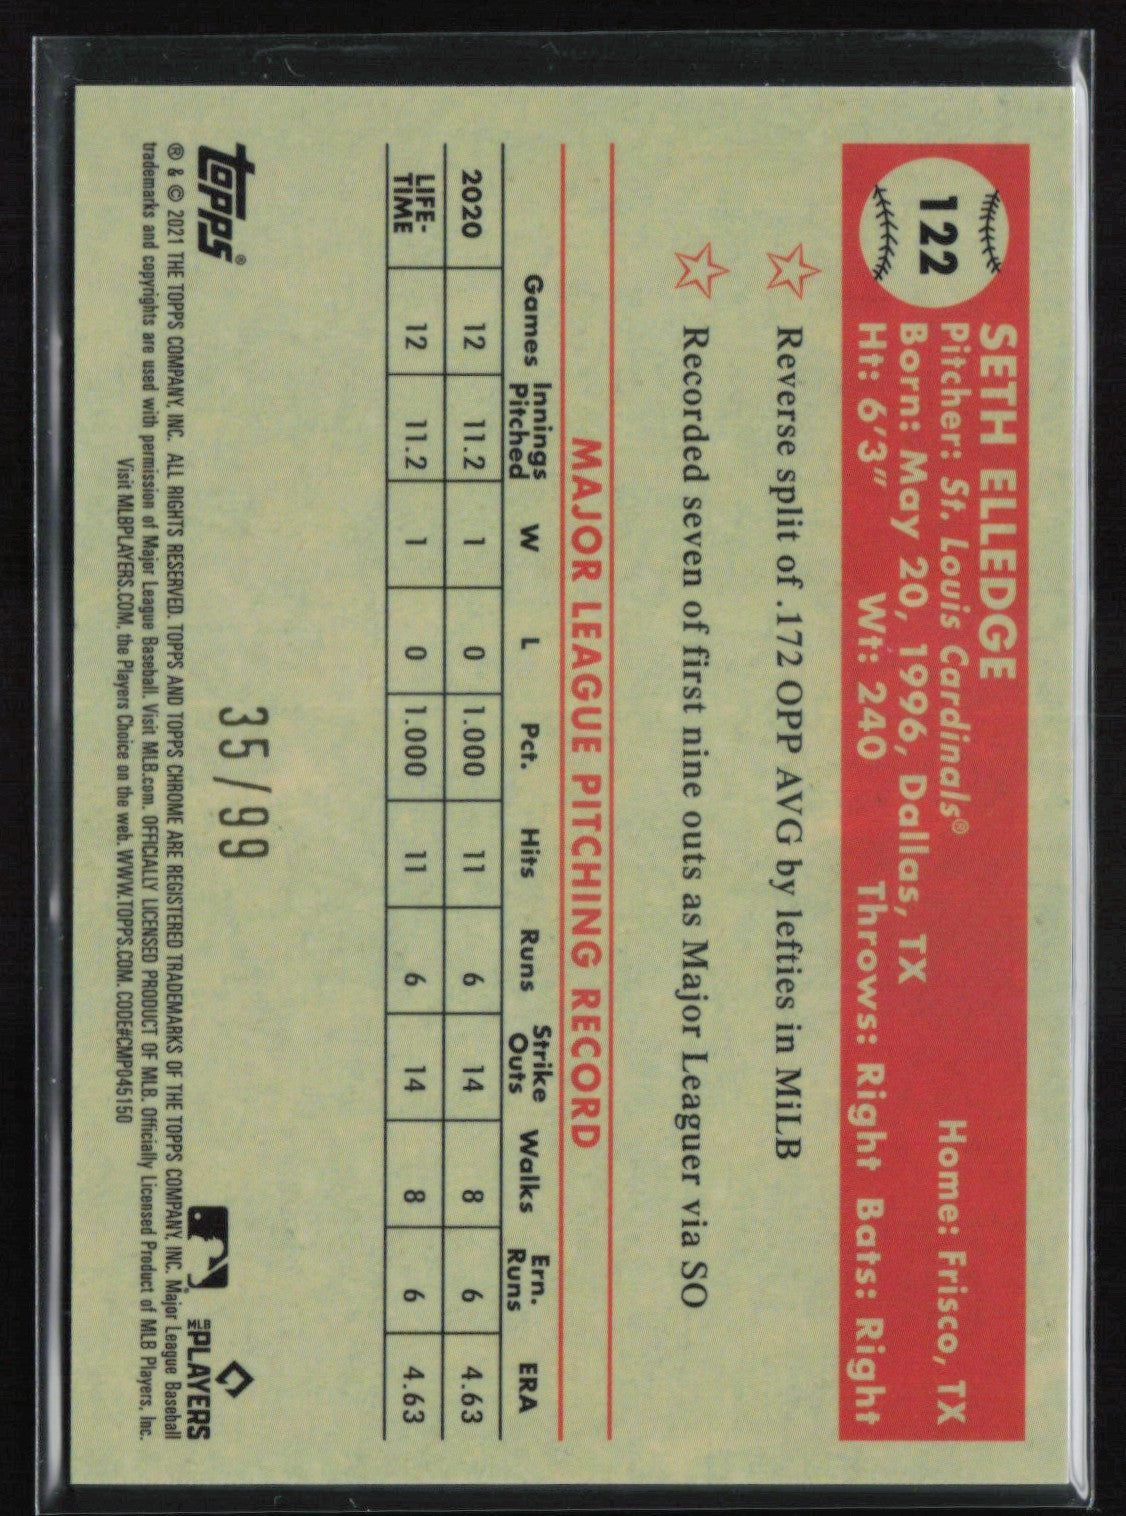 122
SETH ELLEDGE
Pitcher: St. Louis Cardinals® Home: Frisco, TX
Born: May 20, 1996, Dallas, TX
Ht: 6'3" Wt: 240 Throws: Right Bats: Right
Reverse split of .172 OPP AVG by lefties in MiLB
Recorded seven of first nine outs as Major Leaguer via SO
MAJOR LEAGUE PITCHING RECORD
Games Innings Pitched W L Pct. Hits Runs Strike Outs Walks Ern. Runs ERA
2020 12 11.2 1 0 1.000 11 6 14 8 6 4.63
LIFE-TIME 12 11.2 1 0 1.000 11 6 14 8 6 4.63
35/99
topps®
MLB PLAYERS
® & © 2021 THE TOPPS COMPANY, INC. ALL RIGHTS RESERVED. TOPPS AND TOPPS CHROME ARE REGISTERED TRADEMARKS OF THE TOPPS COMPANY, INC. Major League Baseball
trademarks and copyrights are used with permission of Major League Baseball. Visit MLB.com. OFFICIALLY LICENSED PRODUCT OF MLB. Officially Licensed Product of MLB Players, Inc.
Visit MLBPLAYERS.COM, the Players Choice on the web. WWW.TOPPS.COM. CODE#CMP045150